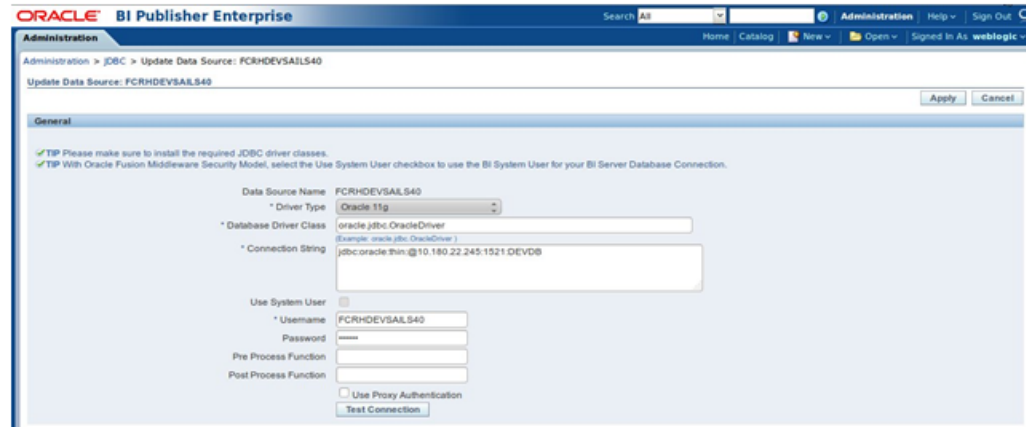 ORACLE BI Publisher Enterprise Search All Administration Help Sign Out
Administration Home Catalog New Open Signed In As weblogic
Administration > JDBC > Update Data Source: FCRHDEVSAILS40
Update Data Source: FCRHDEVSAILS40
Apply Cancel
General
TIP Please make sure to install the required JDBC driver classes.
TIP With Oracle Fusion Middleware Security Model, select the Use System User checkbox to use the BI System User for your BI Server Database Connection.
Data Source Name FCRHDEVSAILS40
* Driver Type Oracle 11g
* Database Driver Class oracle.jdbc.OracleDriver
(Example: oracle.jdbc.OracleDriver )
* Connection String jdbc:oracle:thin:@10.180.22.245:1521:DEVDB
Use System User
* Username FCRHDEVSAILS40
Password
Pre Process Function
Post Process Function
Use Proxy Authentication
Test Connection